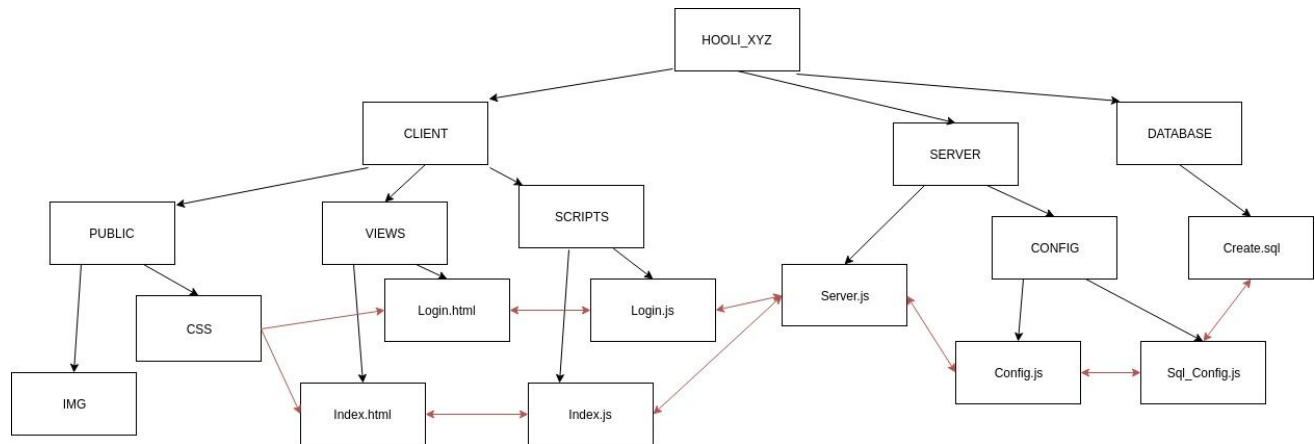 HOOLI_XYZ
CLIENT
SERVER
DATABASE
PUBLIC
VIEWS
SCRIPTS
CONFIG
Create.sql
CSS
Login.html
Login.js
Server.js
IMG
Index.html
Index.js
Config.js
Sql_Config.js